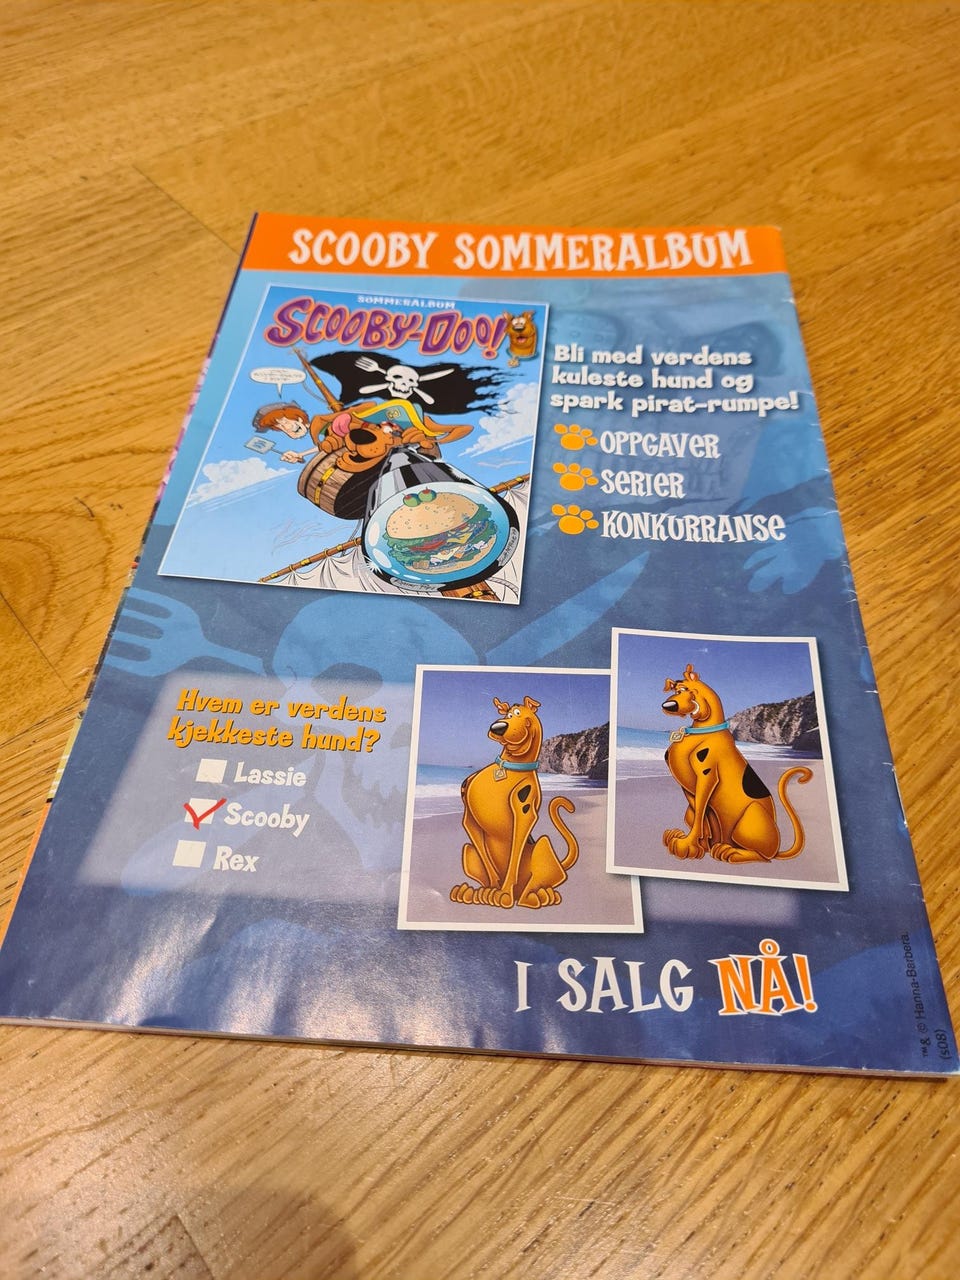 SCOOBY SOMMERALBUM
SOMMERALBUM
SCOOBY-DOO!
Bli med verdens
kuleste hund og
spark pirat-rumpe!
OPPGAVER
SERIER
KONKURRANSE
Hvem er verdens
kjekkeste hund?
Lassie
Scooby
Rex
I SALG NÅ!
™ & © Hanna-Barbera.
(s08)